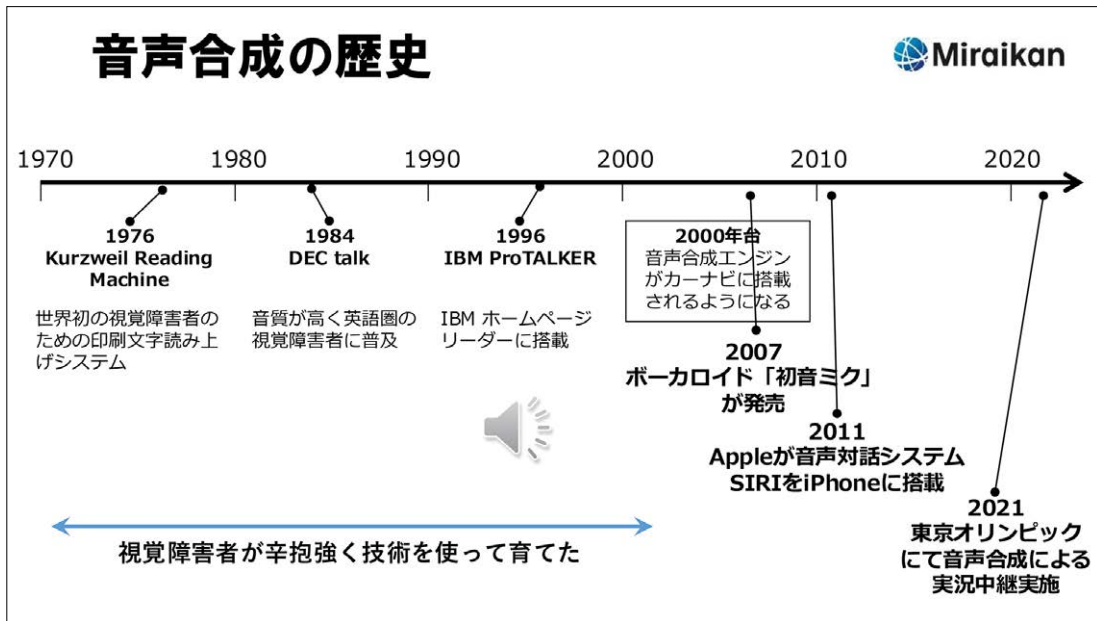 音声合成の歴史
Miraikan
1970
1980
1990
2000
2010
2020
1976
Kurzweil Reading
Machine
世界初の視覚障害者の
ための印刷文字読み上
げシステム
1984
DEC talk
音質が高く英語圏の
視覚障害者に普及
1996
IBM ProTALKER
IBM ホームページ
リーダーに搭載
2000年台
音声合成エンジン
がカーナビに搭載
されるようになる
2007
ボーカロイド「初音ミク」
が発売
2011
Appleが音声対話システム
SIRIをiPhoneに搭載
2021
東京オリンピック
にて音声合成による
実況中継実施
視覚障害者が辛抱強く技術を使って育てた